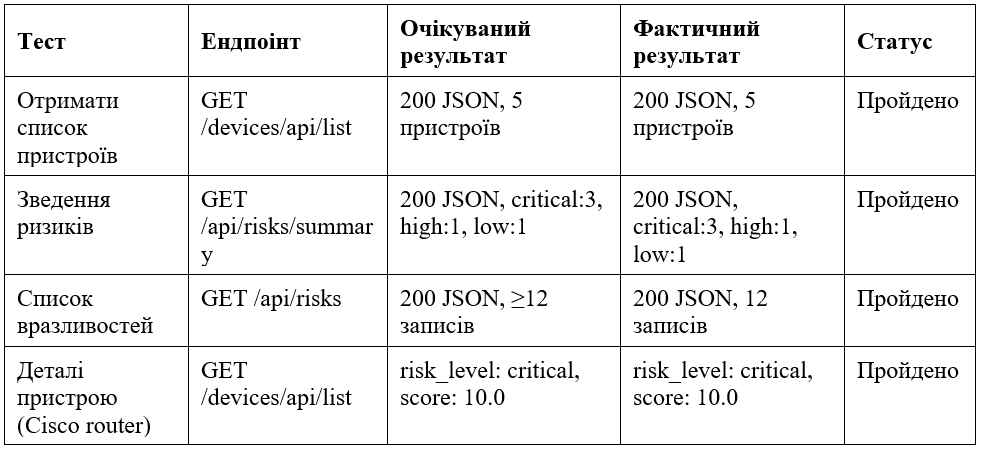 Тест
Ендпоінт
Очікуваний
результат
Фактичний
результат
Статус
Отримати
список
пристроїв
GET
/devices/api/list
200 JSON, 5
пристроїв
200 JSON, 5
пристроїв
Пройдено
Зведення
ризиків
GET
/api/risks/summar
y
200 JSON, critical:3,
high:1, low:1
200 JSON,
critical:3, high:1,
low:1
Пройдено
Список
вразливостей
GET /api/risks
200 JSON, ≥12
записів
200 JSON, 12
записів
Пройдено
Деталі
пристрою
(Cisco router)
GET
/devices/api/list
risk_level: critical,
score: 10.0
risk_level: critical,
score: 10.0
Пройдено